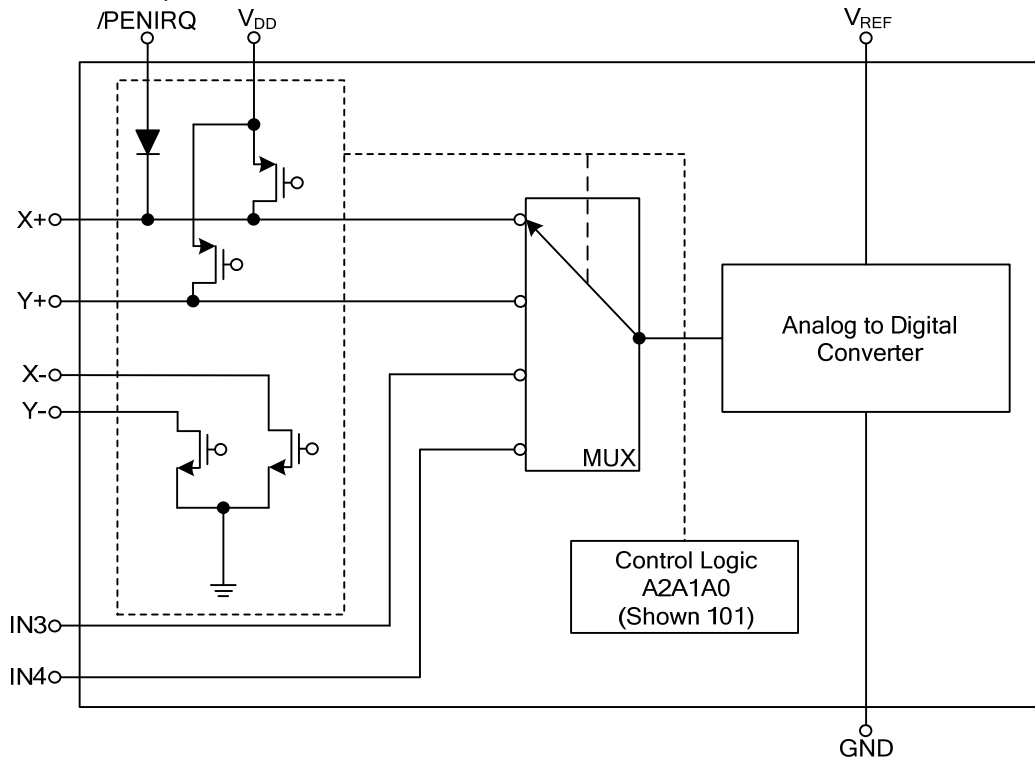 /PENIRQ
VDD
VREF
X+
Y+
X-
Y-
Analog to Digital
Converter
MUX
Control Logic
A2A1A0
(Shown 101)
IN3
IN4
GND